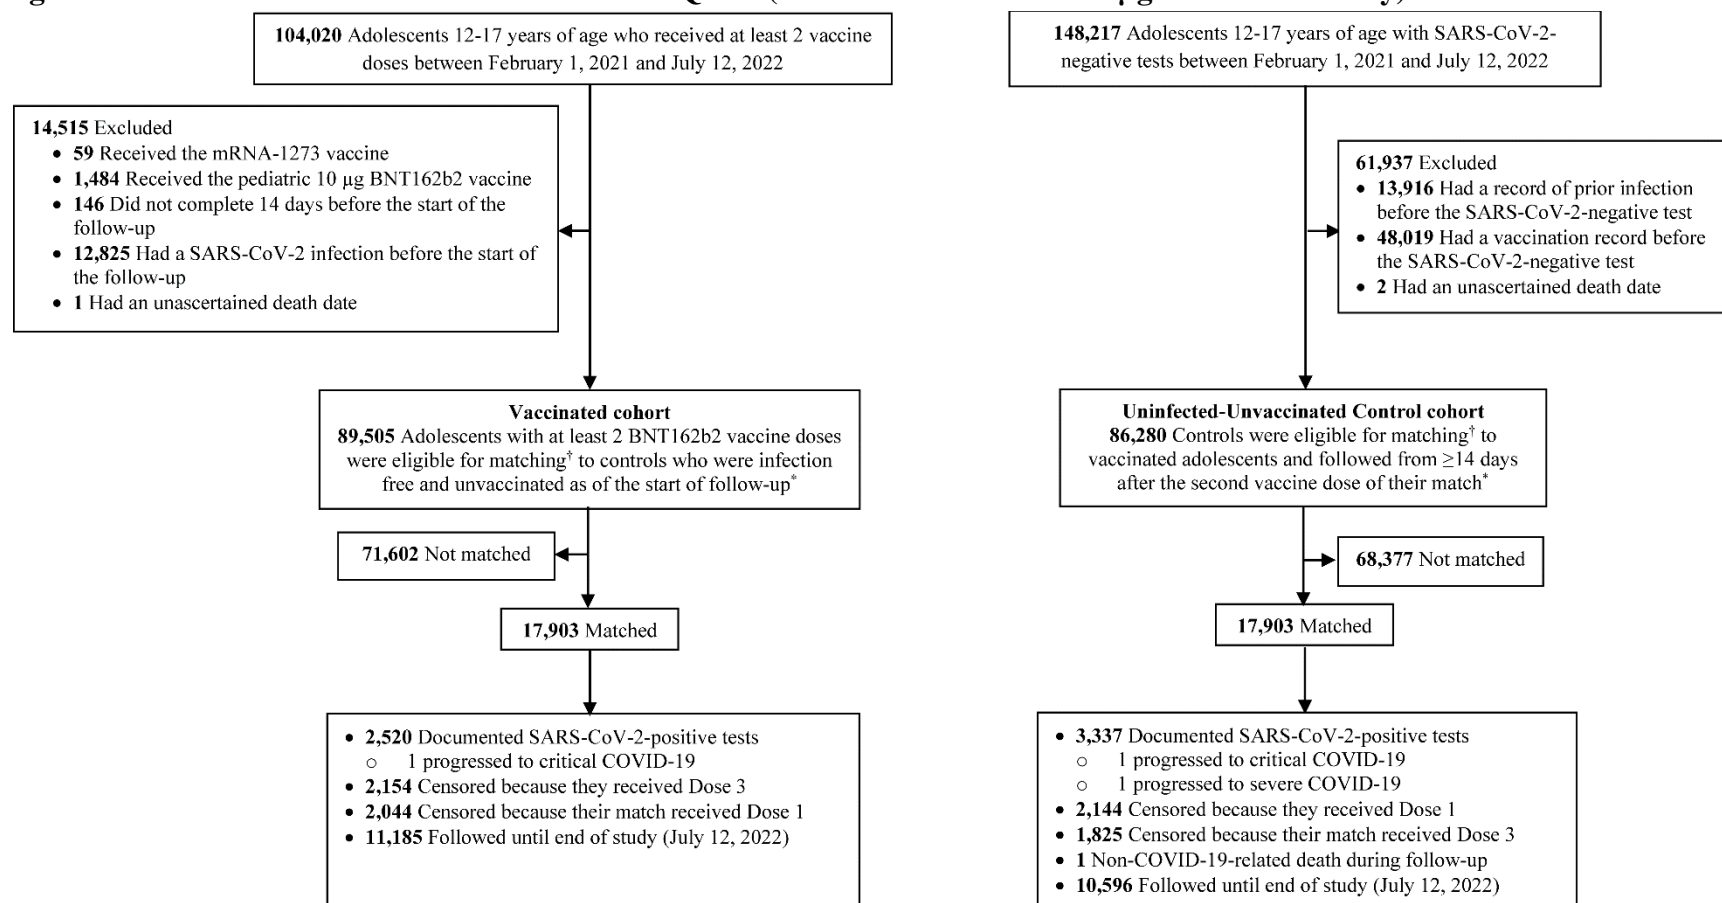 104,020 Adolescents 12-17 years of age who received at least 2 vaccine
doses between February 1, 2021 and July 12, 2022
14,515 Excluded
• 59 Received the mRNA-1273 vaccine
• 1,484 Received the pediatric 10 µg BNT162b2 vaccine
• 146 Did not complete 14 days before the start of the
follow-up
• 12,825 Had a SARS-CoV-2 infection before the start of
the follow-up
• 1 Had an unascertained death date
Vaccinated cohort
89,505 Adolescents with at least 2 BNT162b2 vaccine doses
were eligible for matching† to controls who were infection
free and unvaccinated as of the start of follow-up*
71,602 Not matched
17,903 Matched
• 2,520 Documented SARS-CoV-2-positive tests
o 1 progressed to critical COVID-19
• 2,154 Censored because they received Dose 3
• 2,044 Censored because their match received Dose 1
• 11,185 Followed until end of study (July 12, 2022)
148,217 Adolescents 12-17 years of age with SARS-CoV-2-
negative tests between February 1, 2021 and July 12, 2022
61,937 Excluded
• 13,916 Had a record of prior infection
before the SARS-CoV-2-negative test
• 48,019 Had a vaccination record before
the SARS-CoV-2-negative test
• 2 Had an unascertained death date
Uninfected-Unvaccinated Control cohort
86,280 Controls were eligible for matching† to
vaccinated adolescents and followed from ≥14 days
after the second vaccine dose of their match*
68,377 Not matched
17,903 Matched
• 3,337 Documented SARS-CoV-2-positive tests
o 1 progressed to critical COVID-19
o 1 progressed to severe COVID-19
• 2,144 Censored because they received Dose 1
• 1,825 Censored because their match received Dose 3
• 1 Non-COVID-19-related death during follow-up
• 10,596 Followed until end of study (July 12, 2022)